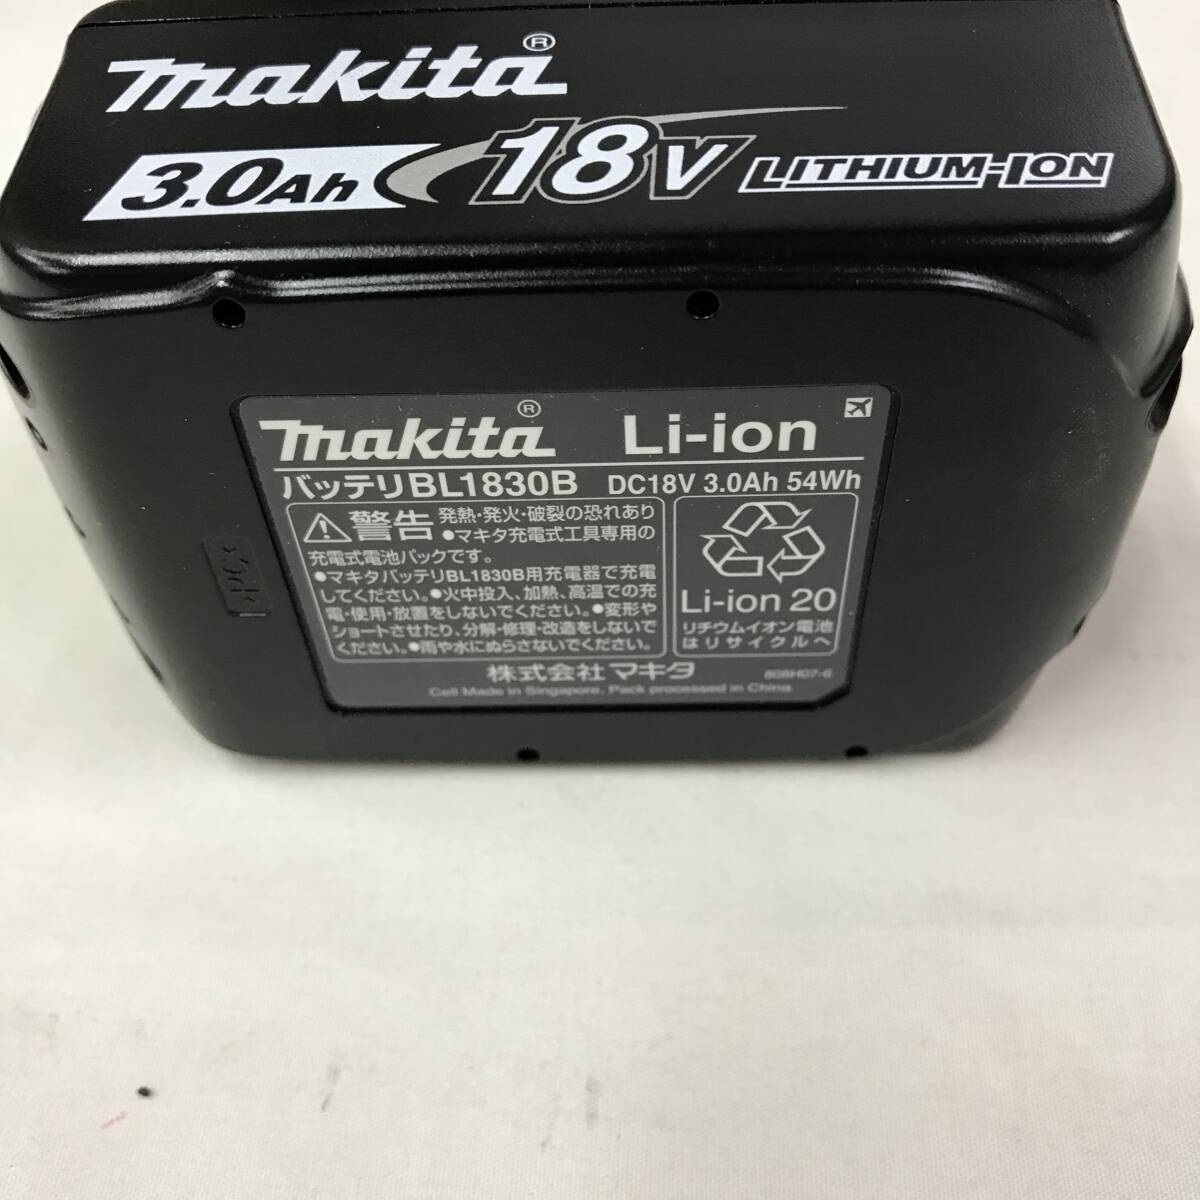 makita®
3.0Ah 18V LITHIUM-ION
makita® Li-ion
バッテリBL1830B DC18V 3.0Ah 54Wh
警告 発熱・発火・破裂の恐れあり
●マキタ充電式工具専用の
充電式電池パックです。
●マキタバッテリBL1830B用充電器で充電
してください。●火中投入、加熱、高温での充
電・使用・放置をしないでください。●変形や
ショートさせたり、分解・修理・改造をしないで
ください。●雨や水にぬらさないでください。
Li-ion 20
リチウムイオン電池
はリサイクルへ
株式会社 マキタ
808H07-6
Cell Made in Singapore, Pack processed in China
>PC<